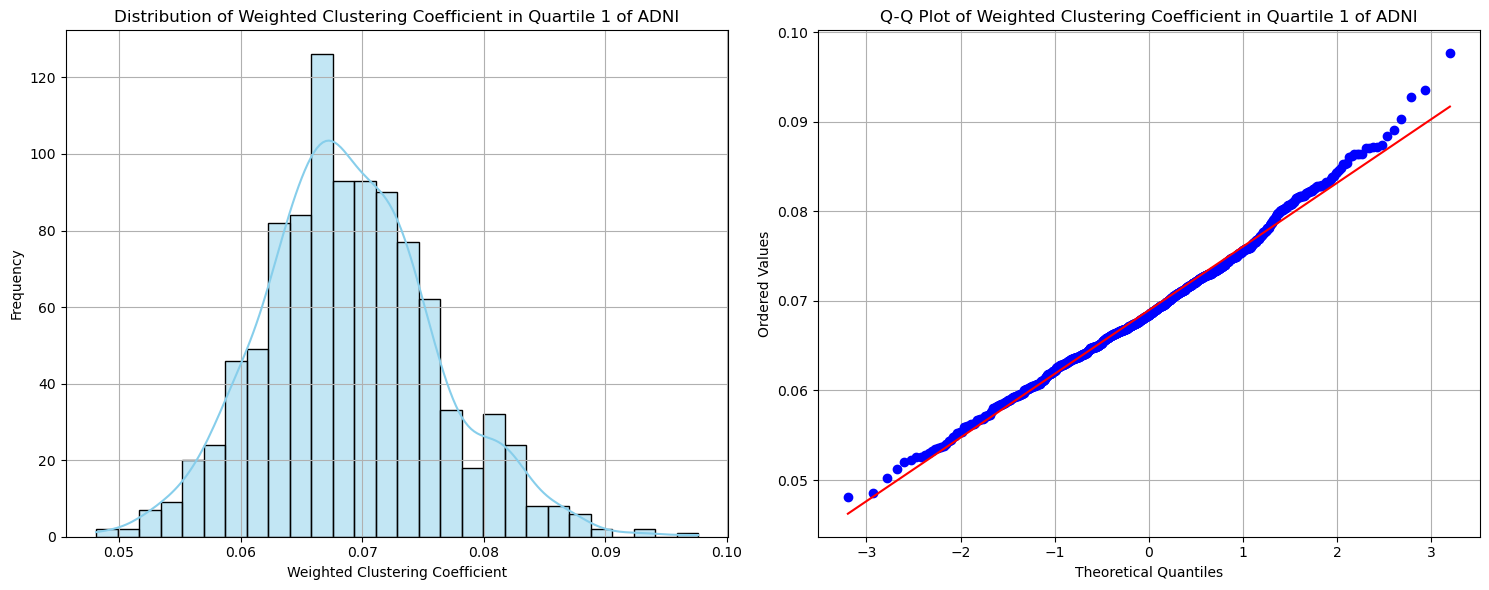 Distribution of Weighted Clustering Coefficient in Quartile 1 of ADNI
Frequency
120
100
80
60
40
20
0
0.05 0.06 0.07 0.08 0.09 0.10
Weighted Clustering Coefficient
Q-Q Plot of Weighted Clustering Coefficient in Quartile 1 of ADNI
Ordered Values
0.10
0.09
0.08
0.07
0.06
0.05
−3 −2 −1 0 1 2 3
Theoretical Quantiles